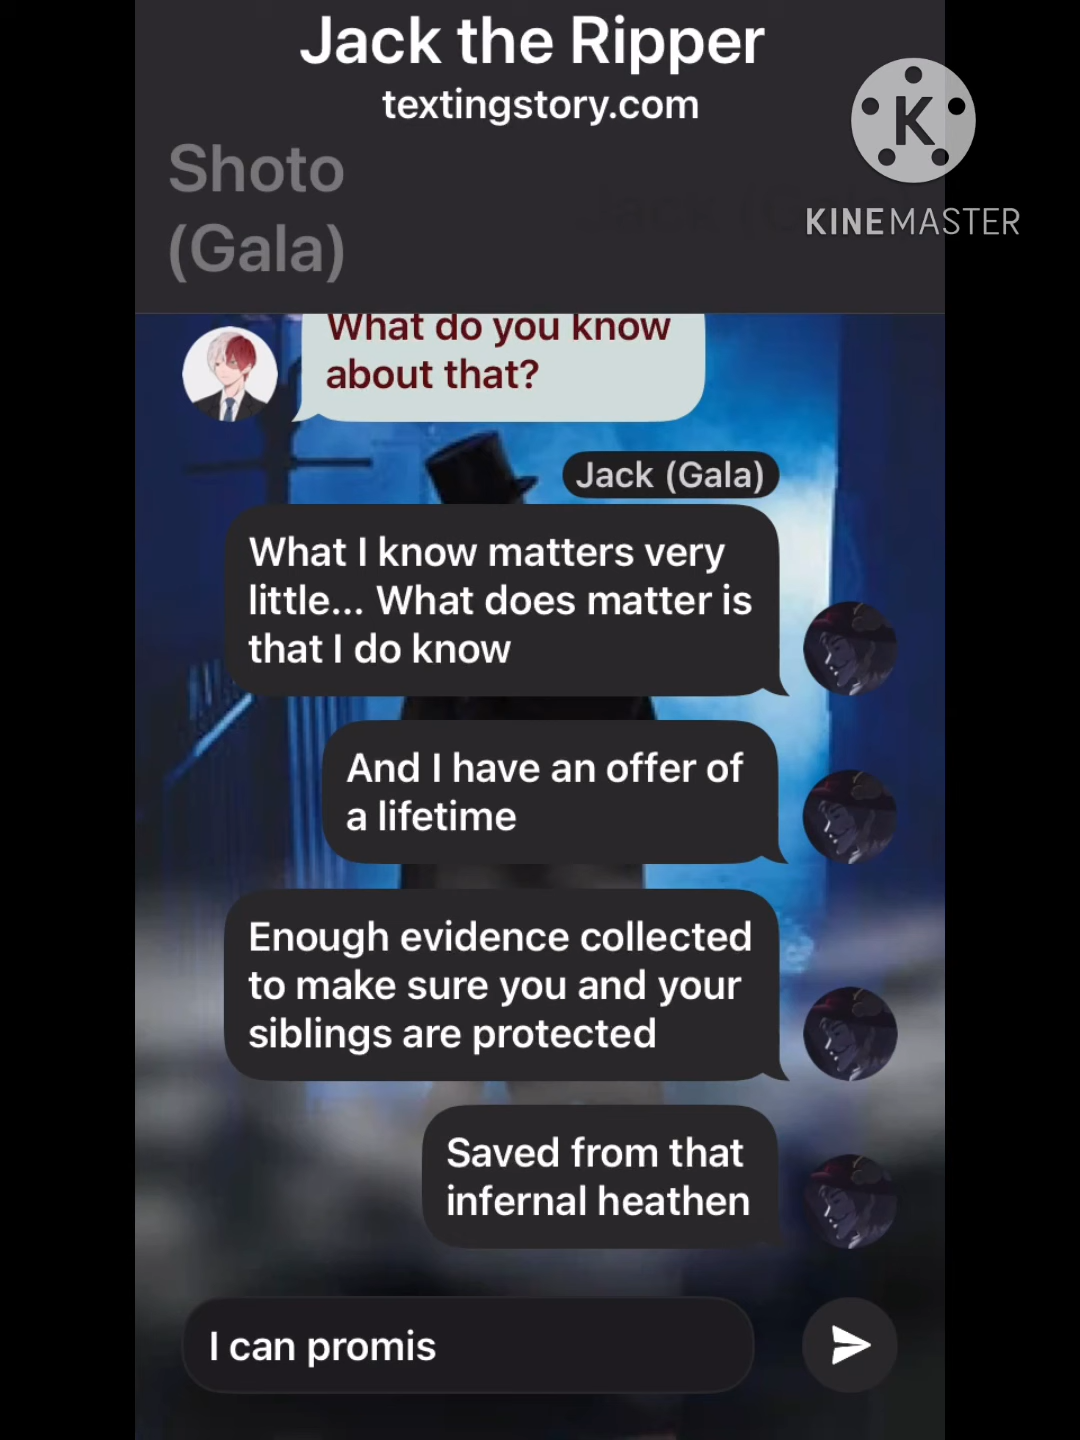 Jack the Ripper
textingstory.com
K
KINEMASTER
Shoto
(Gala)
What do you know
about that?
Jack (Gala)
What I know matters very
little... What does matter is
that I do know
And I have an offer of
a lifetime
Enough evidence collected
to make sure you and your
siblings are protected
Saved from that
infernal heathen
I can promis